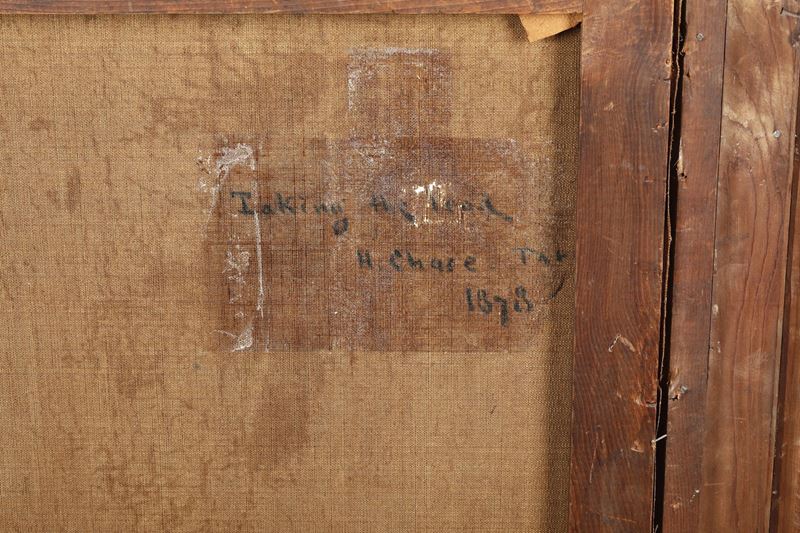 Taking the lead
H. Chase
1878